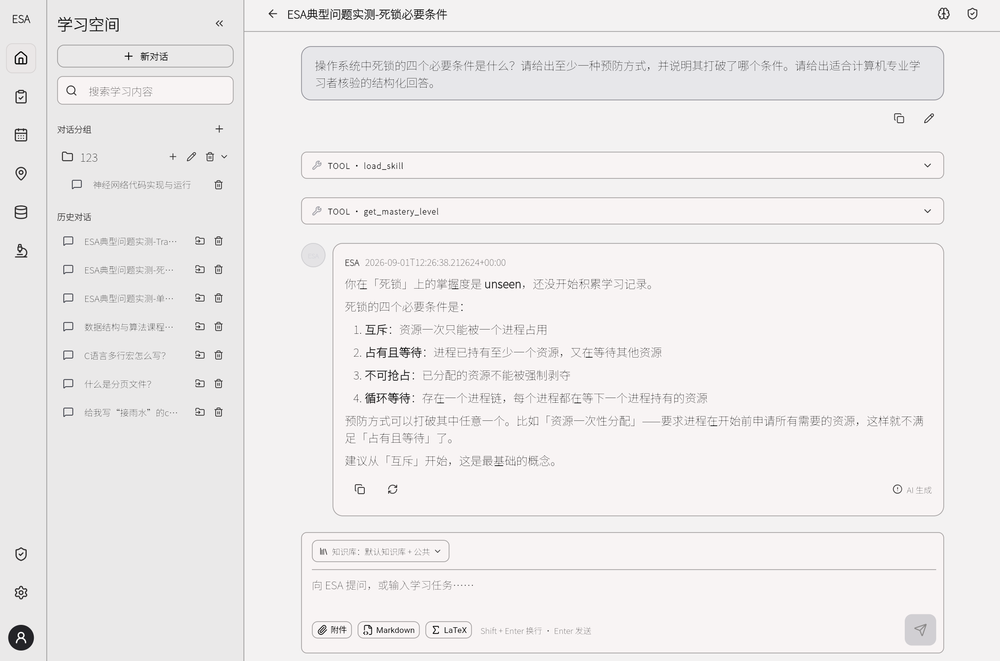 ESA
学习空间
新对话
搜索学习内容
对话分组
123
神经网络代码实现与运行
历史对话
ESA典型问题实测-Tra…
ESA典型问题实测-死…
ESA典型问题实测-单…
数据结构与算法课程…
C语言多行宏怎么写？
什么是分页文件？
给我写“接雨水”的c…
ESA典型问题实测-死锁必要条件
操作系统中死锁的四个必要条件是什么？请给出至少一种预防方式，并说明其打破了哪个条件。请给出适合计算机专业学
习者核验的结构化回答。
TOOL • load_skill
TOOL • get_mastery_level
ESA
ESA 2026-09-01T12:26:38.212624+00:00
你在「死锁」上的掌握度是 unseen，还没开始积累学习记录。
死锁的四个必要条件是：
1. 互斥：资源一次只能被一个进程占用
2. 占有且等待：进程已持有至少一个资源，又在等待其他资源
3. 不可抢占：已分配的资源不能被强制剥夺
4. 循环等待：存在一个进程链，每个进程都在等下一个进程持有的资源
预防方式可以打破其中任意一个。比如「资源一次性分配」——要求进程在开始前申请所有需要的资源，这样就不满
足「占有且等待」了。
建议从「互斥」开始，这是最基础的概念。
AI 生成
知识库：默认知识库 + 公共
向 ESA 提问，或输入学习任务……
附件
Markdown
LaTeX
Shift + Enter 换行 · Enter 发送